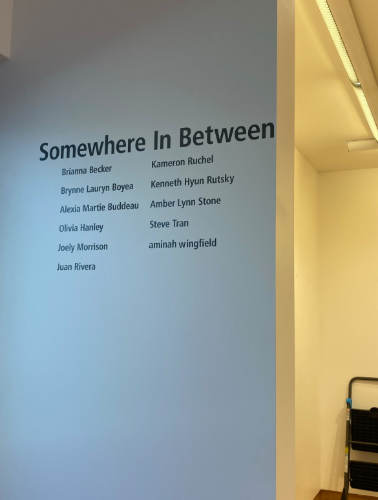 Somewhere In Between
Brianna Becker
Brynne Lauryn Boyea
Alexia Martie Buddeau
Olivia Hanley
Joely Morrison
Juan Rivera
Kameron Ruchel
Kenneth Hyun Rutsky
Amber Lynn Stone
Steve Tran
aminah wingfield